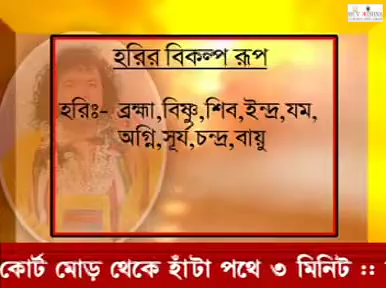 হরির বিকল্প রূপ
হরিঃ- ব্রহ্মা,বিষ্ণু,শিব,ইন্দ্র,যম,
অগ্নি,সূর্য,চন্দ্র,বায়ু
কোর্ট মোড় থেকে হাঁটা পথে ৩ মিনিট ::